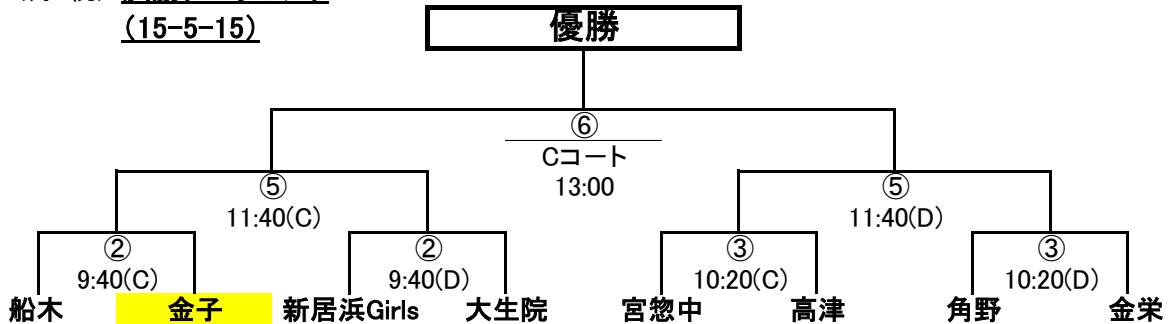 (15-5-15)
優勝
⑥
Cコート
13:00
⑤ ⑤
11:40(C) 11:40(D)
② ② ③ ③
9:40(C) 9:40(D) 10:20(C) 10:20(D)
船木 金子 新居浜Girls 大生院 宮惣中 高津 角野 金栄